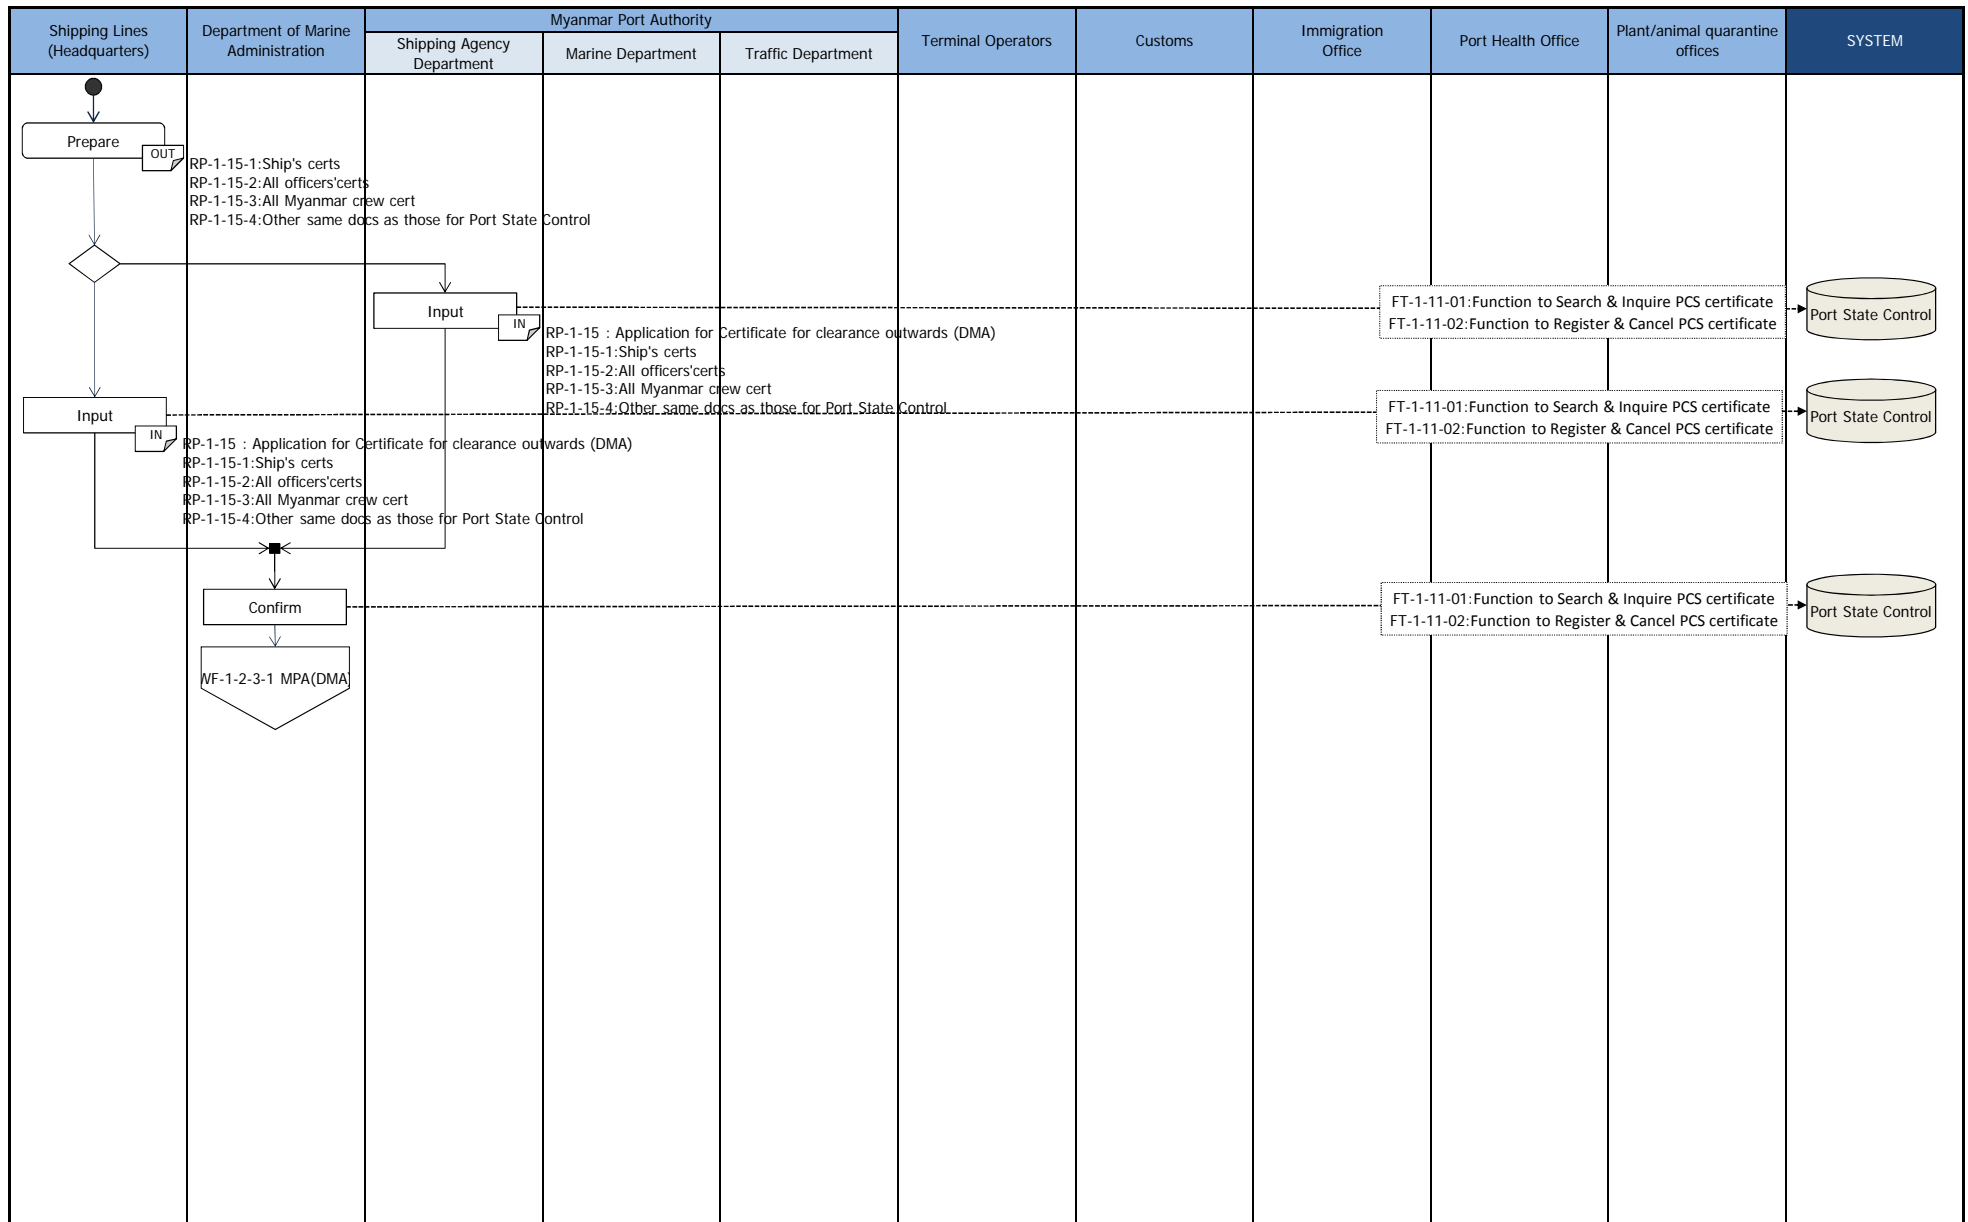 Shipping Lines
(Headquarters)
Department of Marine
Administration
Myanmar Port Authority
Shipping Agency
Department
Marine Department
Traffic Department
Terminal Operators
Customs
Immigration
Office
Port Health Office
Plant/animal quarantine
offices
SYSTEM
Prepare
OUT
RP-1-15-1:Ship's certs
RP-1-15-2:All officers'certs
RP-1-15-3:All Myanmar crew cert
RP-1-15-4:Other same docs as those for Port State Control
Input
IN
RP-1-15 : Application for Certificate for clearance outwards (DMA)
RP-1-15-1:Ship's certs
RP-1-15-2:All officers'certs
RP-1-15-3:All Myanmar crew cert
RP-1-15-4:Other same docs as those for Port State Control
FT-1-11-01:Function to Search & Inquire PCS certificate
FT-1-11-02:Function to Register & Cancel PCS certificate
Port State Control
Input
IN
RP-1-15 : Application for Certificate for clearance outwards (DMA)
RP-1-15-1:Ship's certs
RP-1-15-2:All officers'certs
RP-1-15-3:All Myanmar crew cert
RP-1-15-4:Other same docs as those for Port State Control
FT-1-11-01:Function to Search & Inquire PCS certificate
FT-1-11-02:Function to Register & Cancel PCS certificate
Port State Control
Confirm
FT-1-11-01:Function to Search & Inquire PCS certificate
FT-1-11-02:Function to Register & Cancel PCS certificate
Port State Control
WF-1-2-3-1 MPA(DMA)